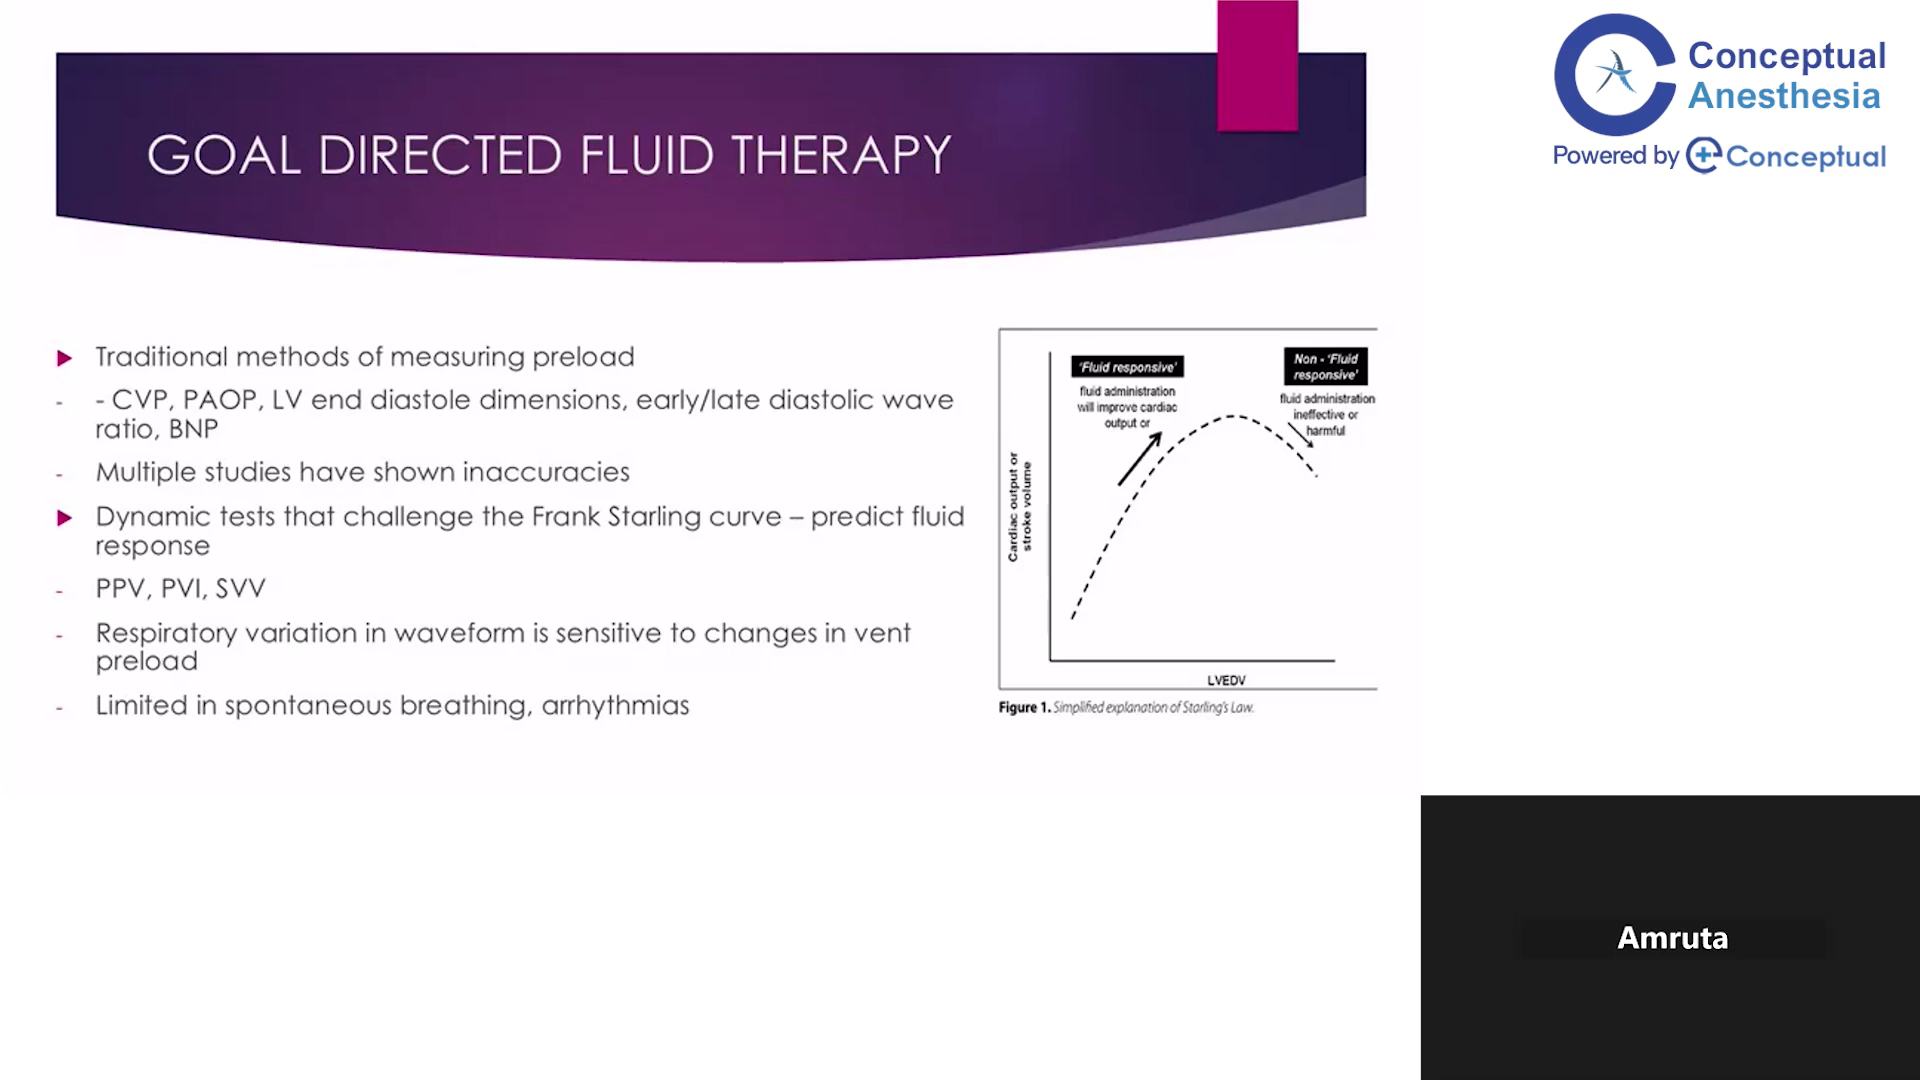 GOAL DIRECTED FLUID THERAPY
Traditional methods of measuring preload
- - CVP, PAOP, LV end diastole dimensions, early/late diastolic wave
ratio, BNP
- Multiple studies have shown inaccuracies
Dynamic tests that challenge the Frank Starling curve – predict fluid
response
- PPV, PVI, SVV
- Respiratory variation in waveform is sensitive to changes in vent
preload
- Limited in spontaneous breathing, arrhythmias
'Fluid responsive'
fluid administration
will improve cardiac
output or
Non - 'Fluid
responsive'
fluid administration
ineffective or
harmful
Cardiac output or
stroke volume
LVEDV
Figure 1. Simplified explanation of Starling's Law.
Conceptual
Anesthesia
Powered by e Conceptual
Amruta